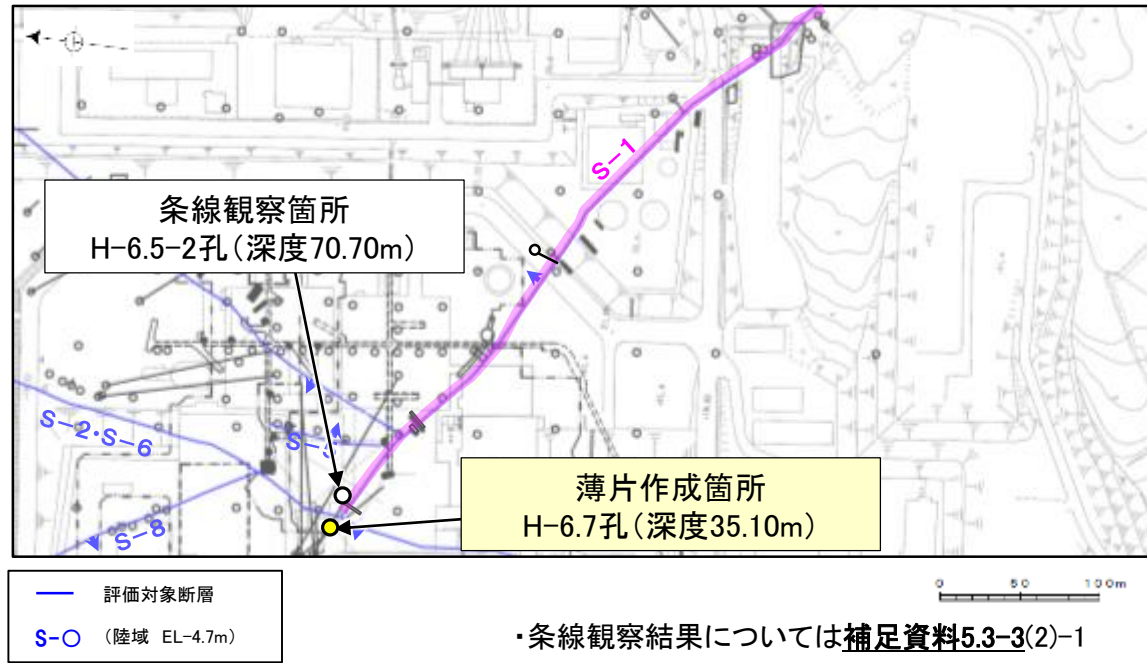 S-1
条線観察箇所
H-6.5-2孔(深度70.70m)
S-2・S-6
薄片作成箇所
H-6.7孔(深度35.10m)
S-8
評価対象断層
S-○ (陸域 EL-4.7m)
0 50 100m
・条線観察結果については補足資料5.3-3(2)-1